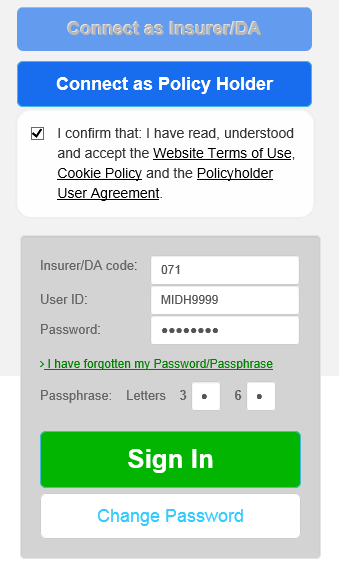 Connect as Insurer/DA
Connect as Policy Holder
I confirm that: I have read, understood
and accept the Website Terms of Use,
Cookie Policy and the Policyholder
User Agreement.
Insurer/DA code: 071
User ID: MIDH9999
Password: ●●●●●●●●
› I have forgotten my Password/Passphrase
Passphrase: Letters 3 ● 6 ●
Sign In
Change Password